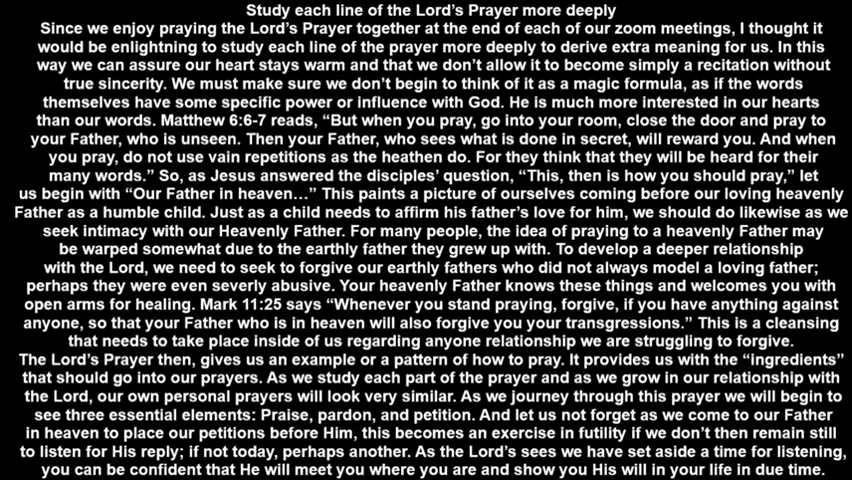 Study each line of the Lord's Prayer more deeply
Since we enjoy praying the Lord's Prayer together at the end of each of our zoom meetings, I thought it
would be enlightning to study each line of the prayer more deeply to derive extra meaning for us. In this
way we can assure our heart stays warm and that we don't allow it to become simply a recitation without
true sincerity. We must make sure we don't begin to think of it as a magic formula, as if the words
themselves have some specific power or influence with God. He is much more interested in our hearts
than our words. Matthew 6:6-7 reads, "But when you pray, go into your room, close the door and pray to
your Father, who is unseen. Then your Father, who sees what is done in secret, will reward you. And when
you pray, do not use vain repetitions as the heathen do. For they think that they will be heard for their
many words." So, as Jesus answered the disciples' question, "This, then is how you should pray," let
us begin with "Our Father in heaven…" This paints a picture of ourselves coming before our loving heavenly
Father as a humble child. Just as a child needs to affirm his father's love for him, we should do likewise as we
seek intimacy with our Heavenly Father. For many people, the idea of praying to a heavenly Father may
be warped somewhat due to the earthly father they grew up with. To develop a deeper relationship
with the Lord, we need to seek to forgive our earthly fathers who did not always model a loving father;
perhaps they were even severly abusive. Your heavenly Father knows these things and welcomes you with
open arms for healing. Mark 11:25 says "Whenever you stand praying, forgive, if you have anything against
anyone, so that your Father who is in heaven will also forgive you your transgressions." This is a cleansing
that needs to take place inside of us regarding anyone relationship we are struggling to forgive.
The Lord's Prayer then, gives us an example or a pattern of how to pray. It provides us with the "ingredients"
that should go into our prayers. As we study each part of the prayer and as we grow in our relationship with
the Lord, our own personal prayers will look very similar. As we journey through this prayer we will begin to
see three essential elements: Praise, pardon, and petition. And let us not forget as we come to our Father
in heaven to place our petitions before Him, this becomes an exercise in futility if we don't then remain still
to listen for His reply; if not today, perhaps another. As the Lord's sees we have set aside a time for listening,
you can be confident that He will meet you where you are and show you His will in your life in due time.